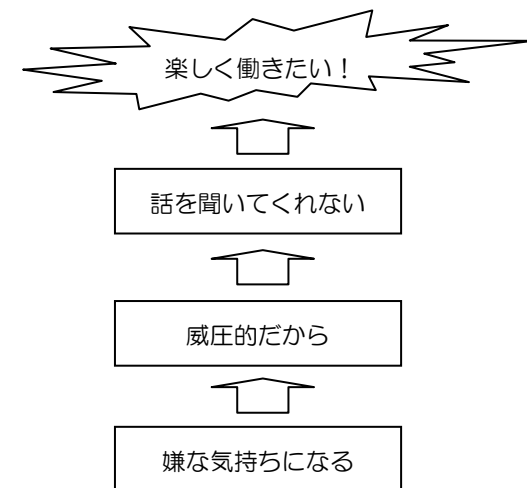 楽しく働きたい！
話を聞いてくれない
威圧的だから
嫌な気持ちになる